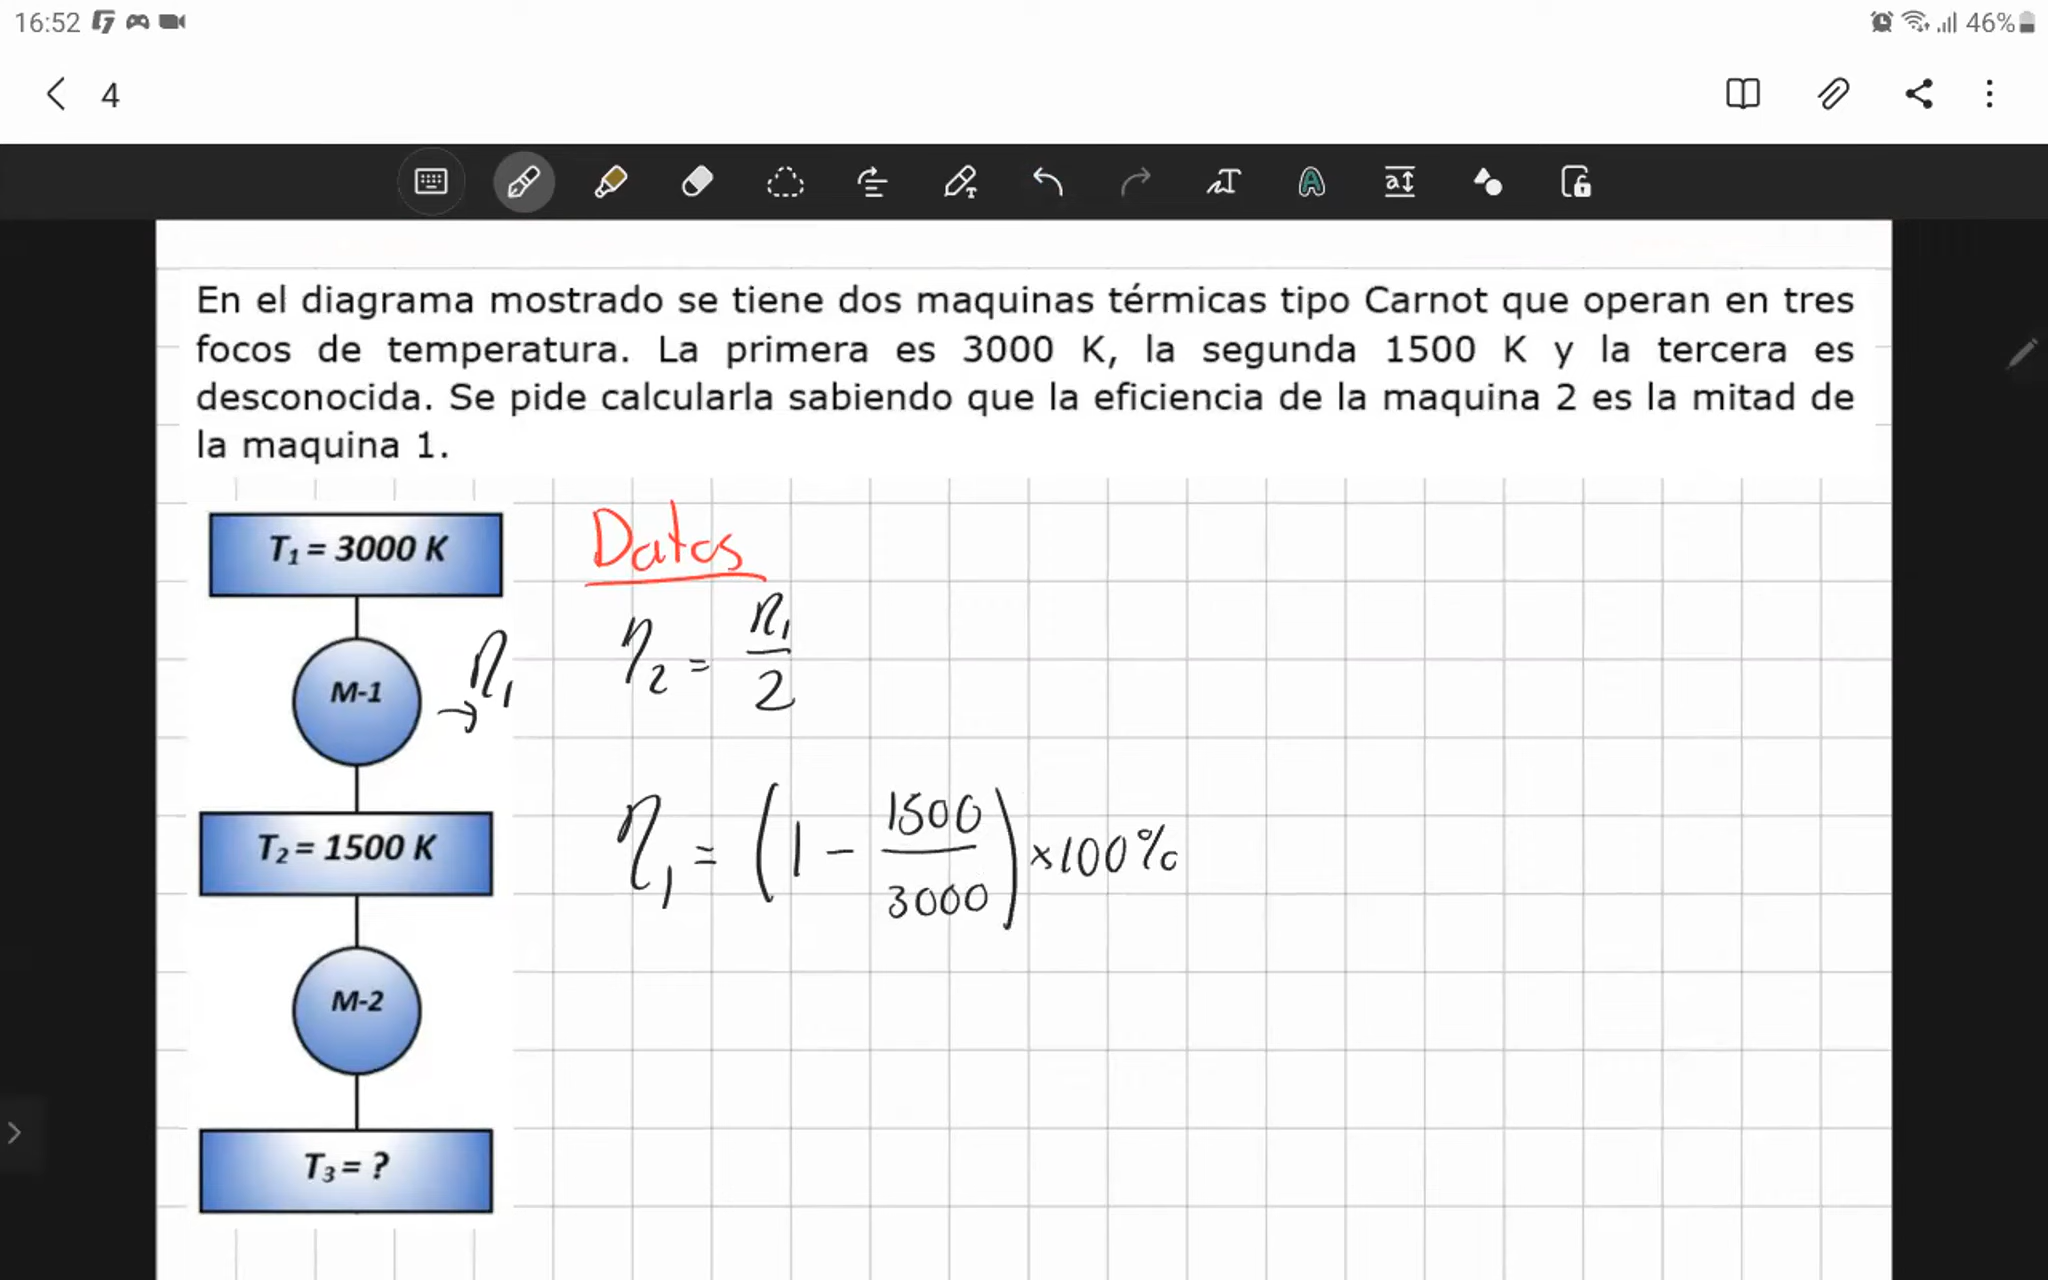 16:52
46%
4
En el diagrama mostrado se tiene dos maquinas térmicas tipo Carnot que operan en tres
focos de temperatura. La primera es 3000 K, la segunda 1500 K y la tercera es
desconocida. Se pide calcularla sabiendo que la eficiencia de la maquina 2 es la mitad de
la maquina 1.
T₁ = 3000 K
M-1
→ η₁
T₂ = 1500 K
M-2
T₃ = ?
Datos
η₂ = η₁/2
η₁ = (1 - 1500/3000) × 100%